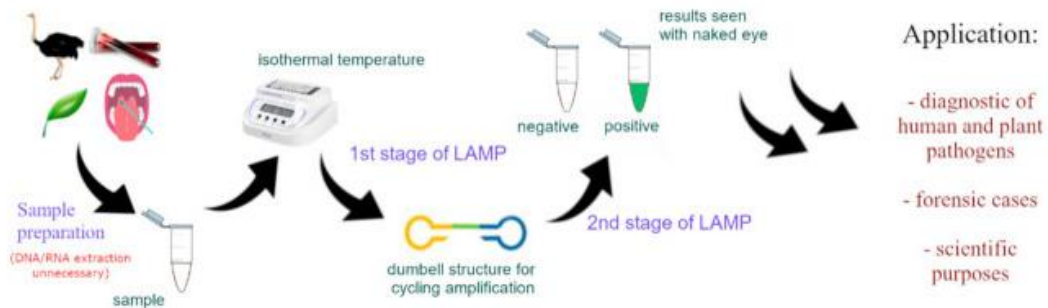 Sample
preparation
(DNA/RNA extraction
unnecessary)
sample
isothermal temperature
1st stage of LAMP
dumbell structure for
cycling amplification
2nd stage of LAMP
negative
positive
results seen
with naked eye
Application:
- diagnostic of
human and plant
pathogens
- forensic cases
- scientific
purposes